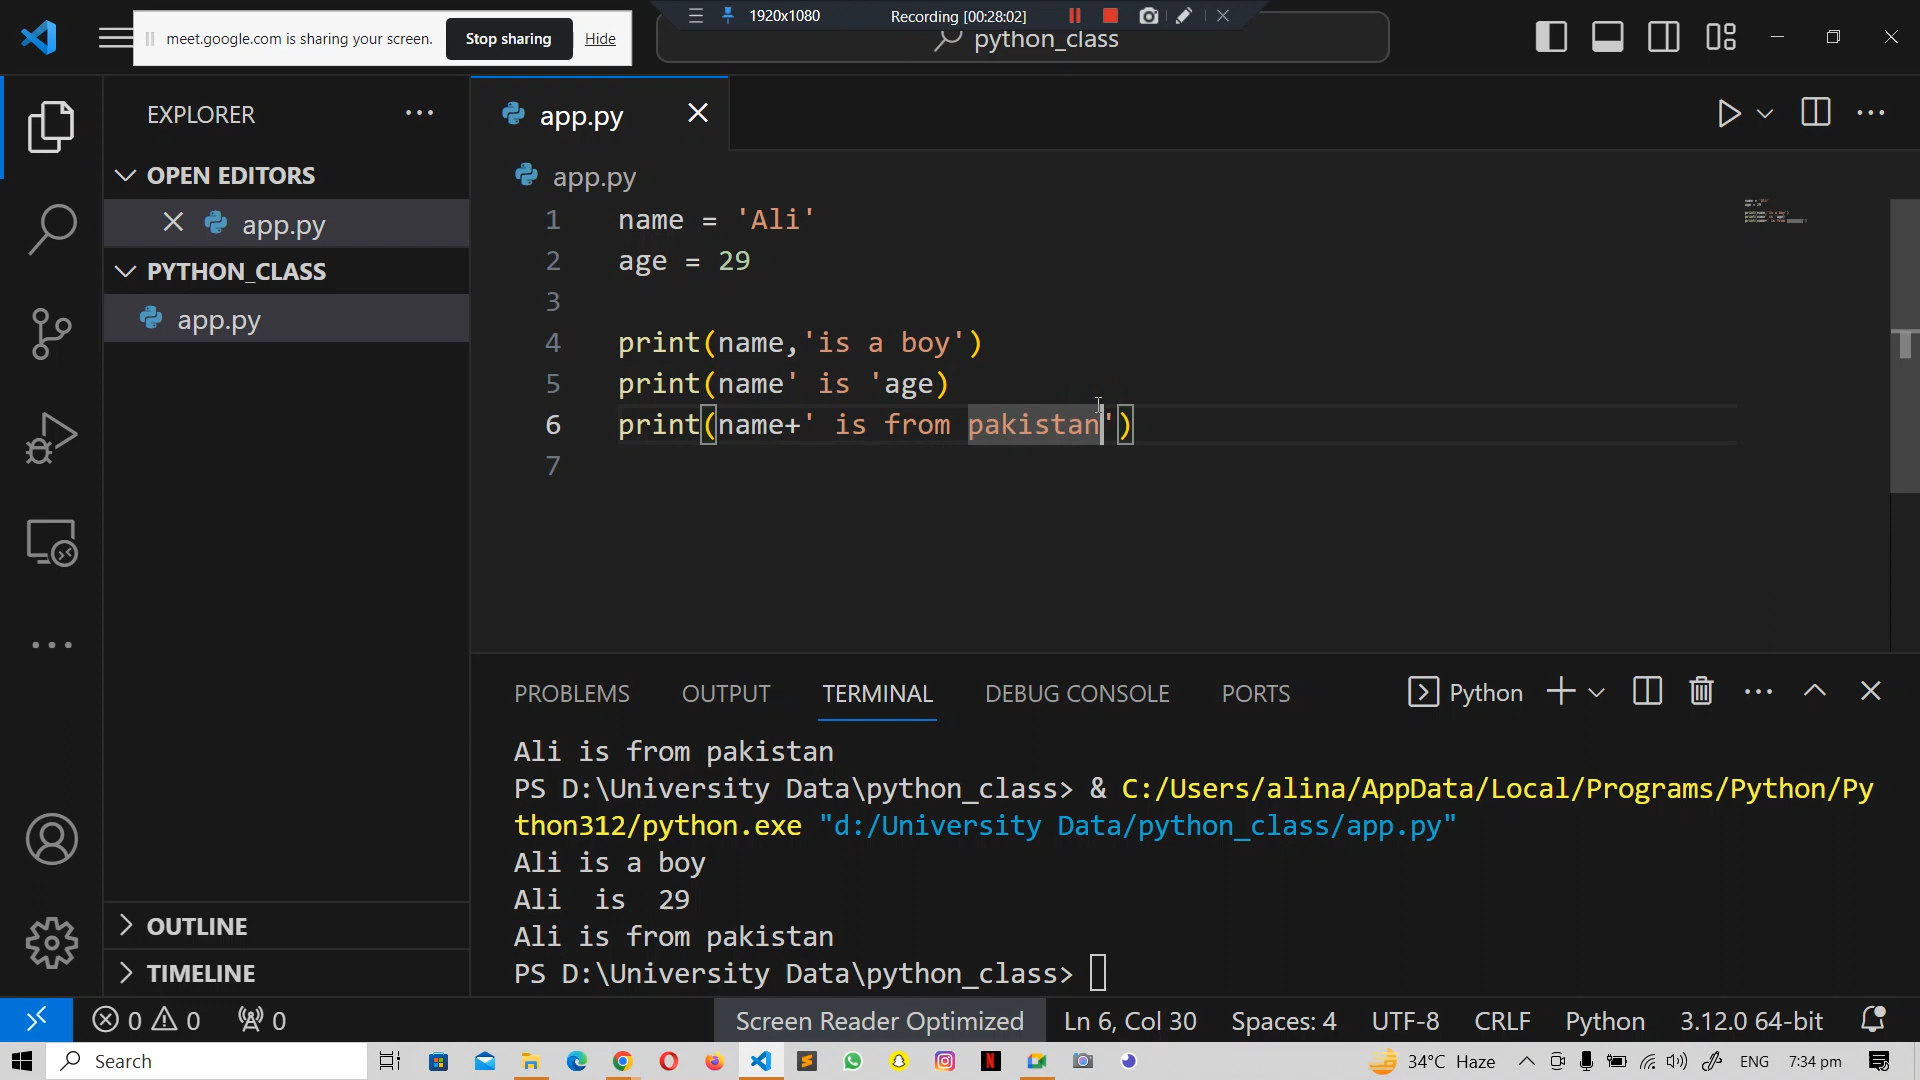 1920x1080
Recording [00:28:02]
meet.google.com is sharing your screen.
Stop sharing
Hide
python_class
EXPLORER
OPEN EDITORS
app.py
PYTHON_CLASS
app.py
OUTLINE
TIMELINE
app.py
app.py
1 name = 'Ali'
2 age = 29
3
4 print(name,'is a boy')
5 print(name' is 'age)
6 print(name+' is from pakistan')
7
PROBLEMS
OUTPUT
TERMINAL
DEBUG CONSOLE
PORTS
Python
Ali is from pakistan
PS D:\University Data\python_class> & C:/Users/alina/AppData/Local/Programs/Python/Py
thon312/python.exe "d:/University Data/python_class/app.py"
Ali is a boy
Ali  is  29
Ali is from pakistan
PS D:\University Data\python_class>
0 0 0
Screen Reader Optimized
Ln 6, Col 30
Spaces: 4
UTF-8
CRLF
Python
3.12.0 64-bit
Search
34°C Haze
ENG
7:34 pm